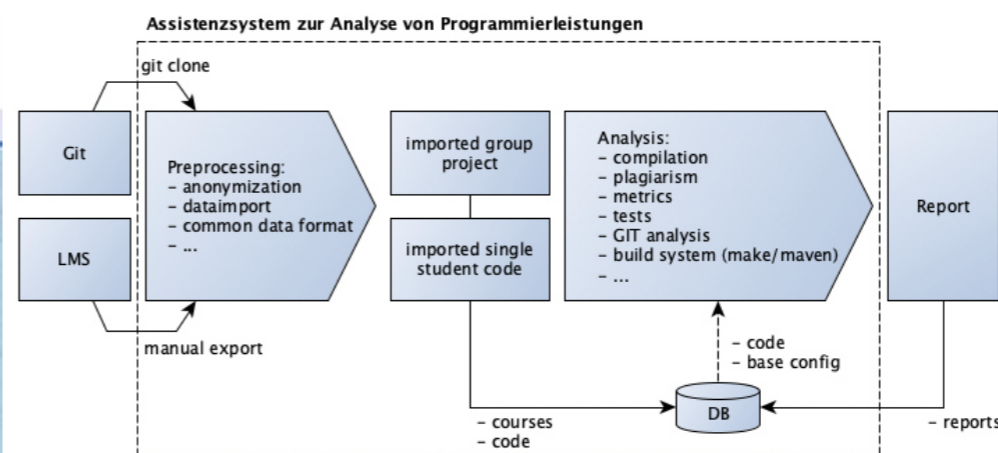 Assistenzsystem zur Analyse von Programmierleistungen
git clone
Git
LMS
Preprocessing:
- anonymization
- dataimport
- common data format
- ...
manual export
imported group
project
imported single
student code
Analysis:
- compilation
- plagiarism
- metrics
- tests
- GIT analysis
- build system (make/maven)
- ...
Report
- code
- base config
DB
- courses
- code
- reports